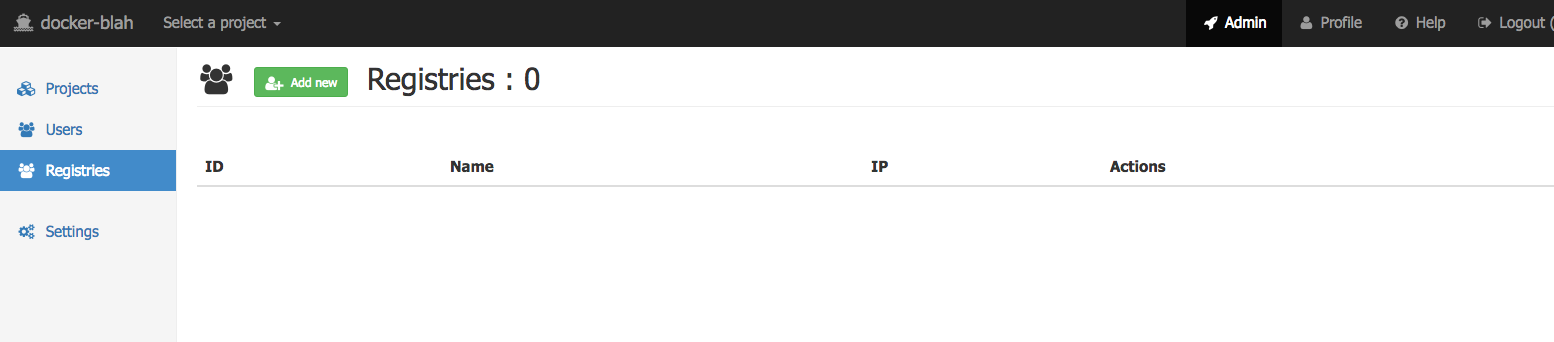 docker-blah Select a project Admin Profile Help Logout (
Projects
Users
Registries
Settings
Add new Registries : 0
ID Name IP Actions